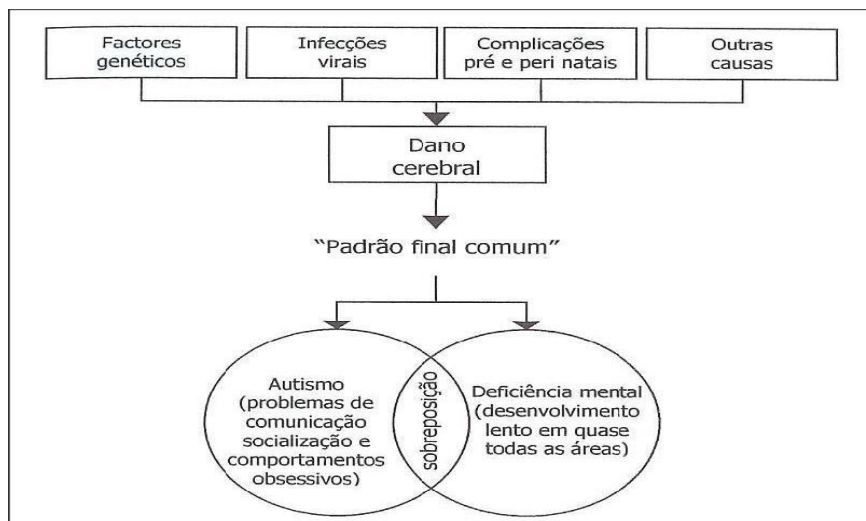 Factores
genéticos
Infecções
virais
Complicações
pré e peri natais
Outras
causas
Dano
cerebral
“Padrão final comum”
Autismo
(problemas de
comunicação
socialização e
comportamentos
obsessivos)
sobreposição
Deficiência mental
(desenvolvimento
lento em quase
todas as áreas)